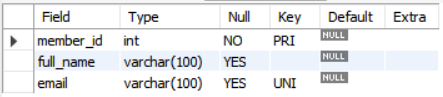 Field Type Null Key Default Extra
member_id int NO PRI NULL
full_name varchar(100) YES NULL
email varchar(100) YES UNI NULL